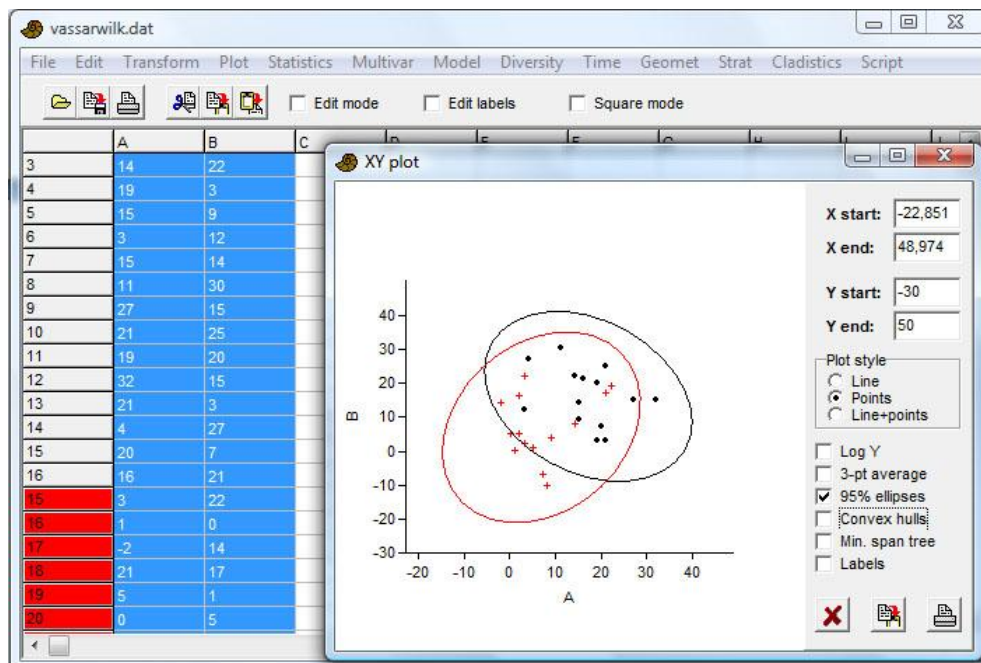 vassarwilk.dat
File Edit Transform Plot Statistics Multivar Model Diversity Time Geomet Strat Cladistics Script
Edit mode Edit labels Square mode
A B C
3 14 22
4 19 3
5 15 9
6 3 12
7 15 14
8 11 30
9 27 15
10 21 25
11 19 20
12 32 15
13 21 3
14 4 27
15 20 7
16 16 21
15 3 22
16 1 0
17 -2 14
18 21 17
19 5 1
20 0 5
XY plot
X start: -22,851
X end: 48,974
Y start: -30
Y end: 50
Plot style
Line
Points
Line+points
Log Y
3-pt average
95% ellipses
Convex hulls
Min. span tree
Labels
40
30
20
10
0
-10
-20
-30
B
-20 -10 0 10 20 30 40
A